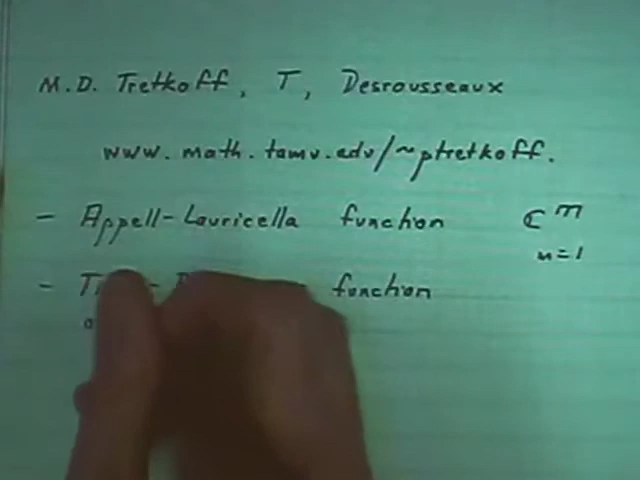 M.D. Tretkoff, T, Desrousseaux
www.math.tamu.edu/~ptretkoff.
- Appell-Lauricella function ℂ^m
m=1
- function